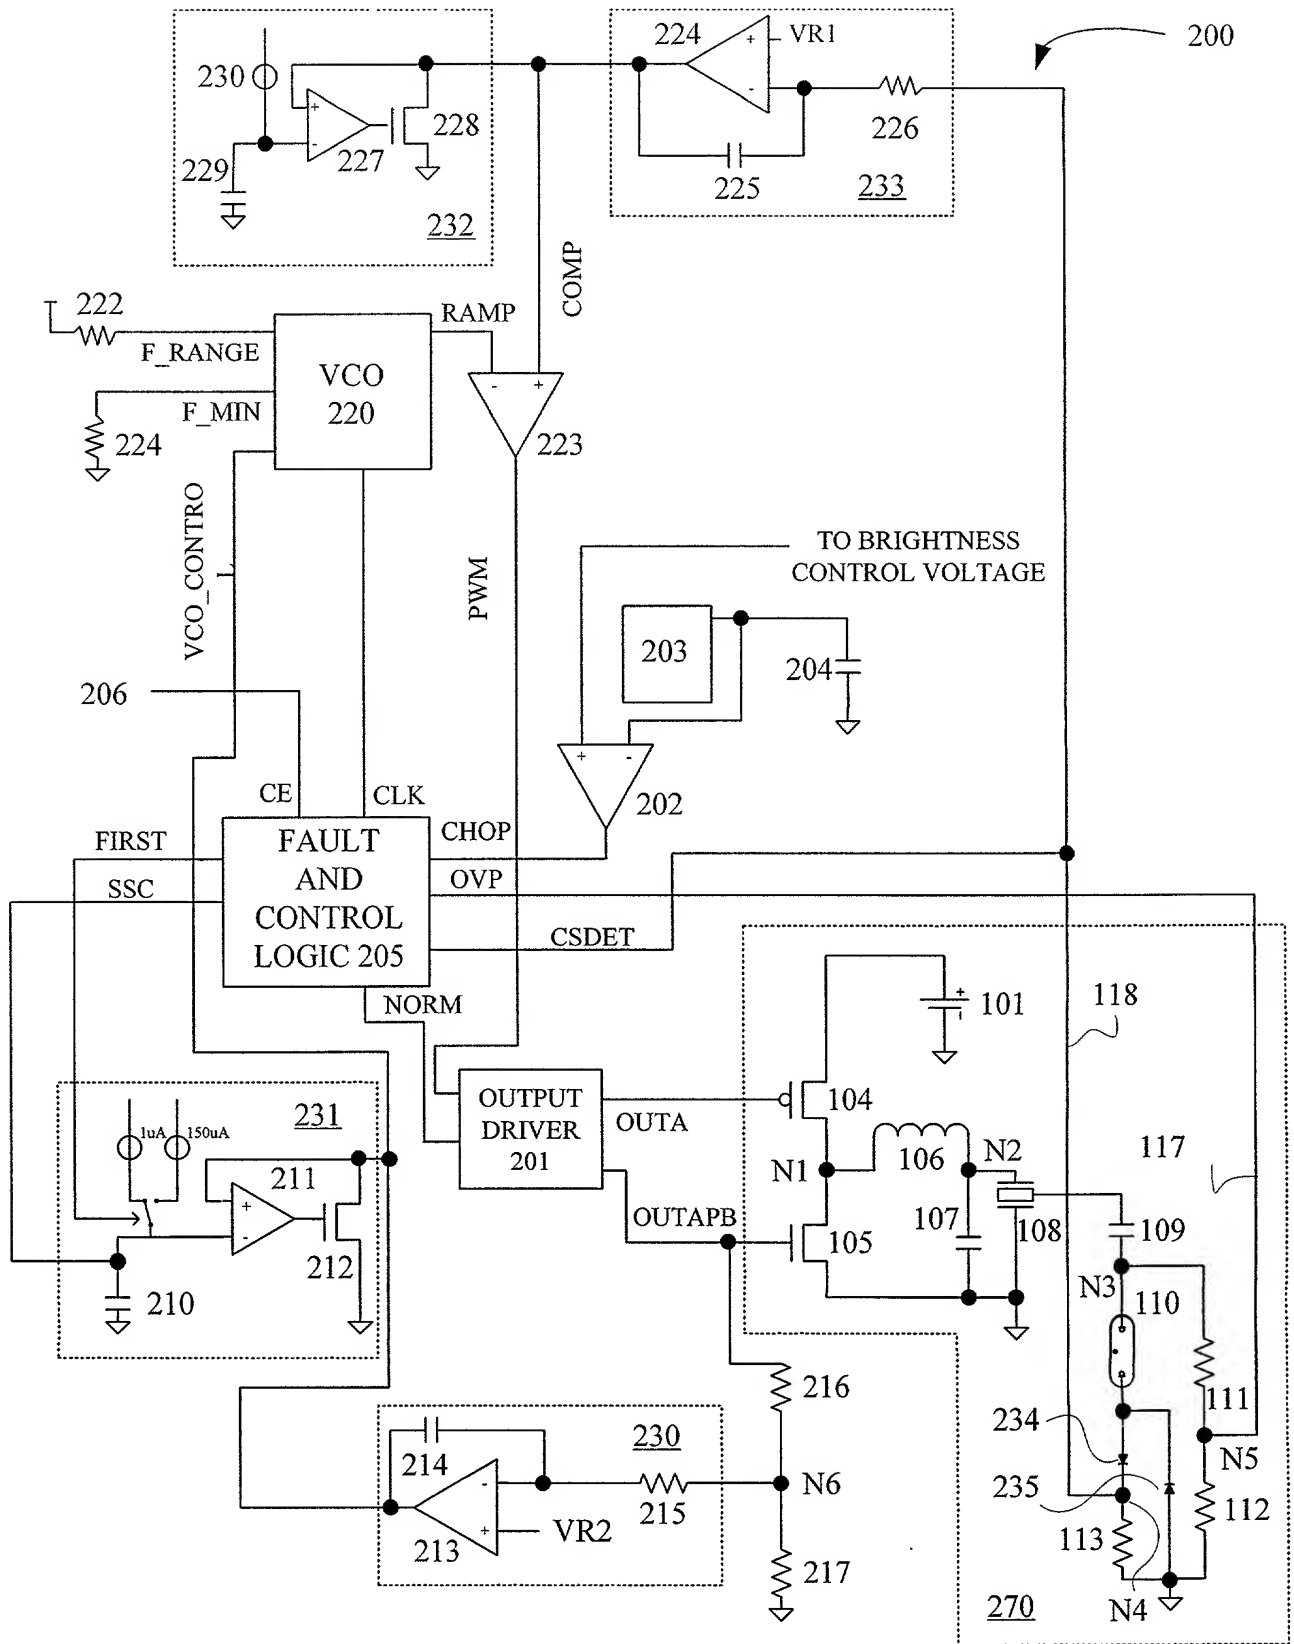 224
+
VR1
200
230
+
-
-
228
226
229
227
225
233
232
COMP
222
RAMP
F_RANGE
VCO
220
-
+
F_MIN
224
223
VCO_CONTRO
PWM
TO BRIGHTNESS
CONTROL VOLTAGE
203
204
206
+
-
202
CE
CLK
FIRST
FAULT
AND
CONTROL
LOGIC 205
CHOP
SSC
OVP
CSDET
NORM
101
+
-
118
104
OUTPUT
DRIVER
201
OUTA
231
1uA
150uA
211
+
-
212
210
N1
106
N2
117
OUTAPB
105
107
108
109
N3
110
216
111
234
230
214
N6
N5
235
-
215
112
+
VR2
213
113
217
270
N4